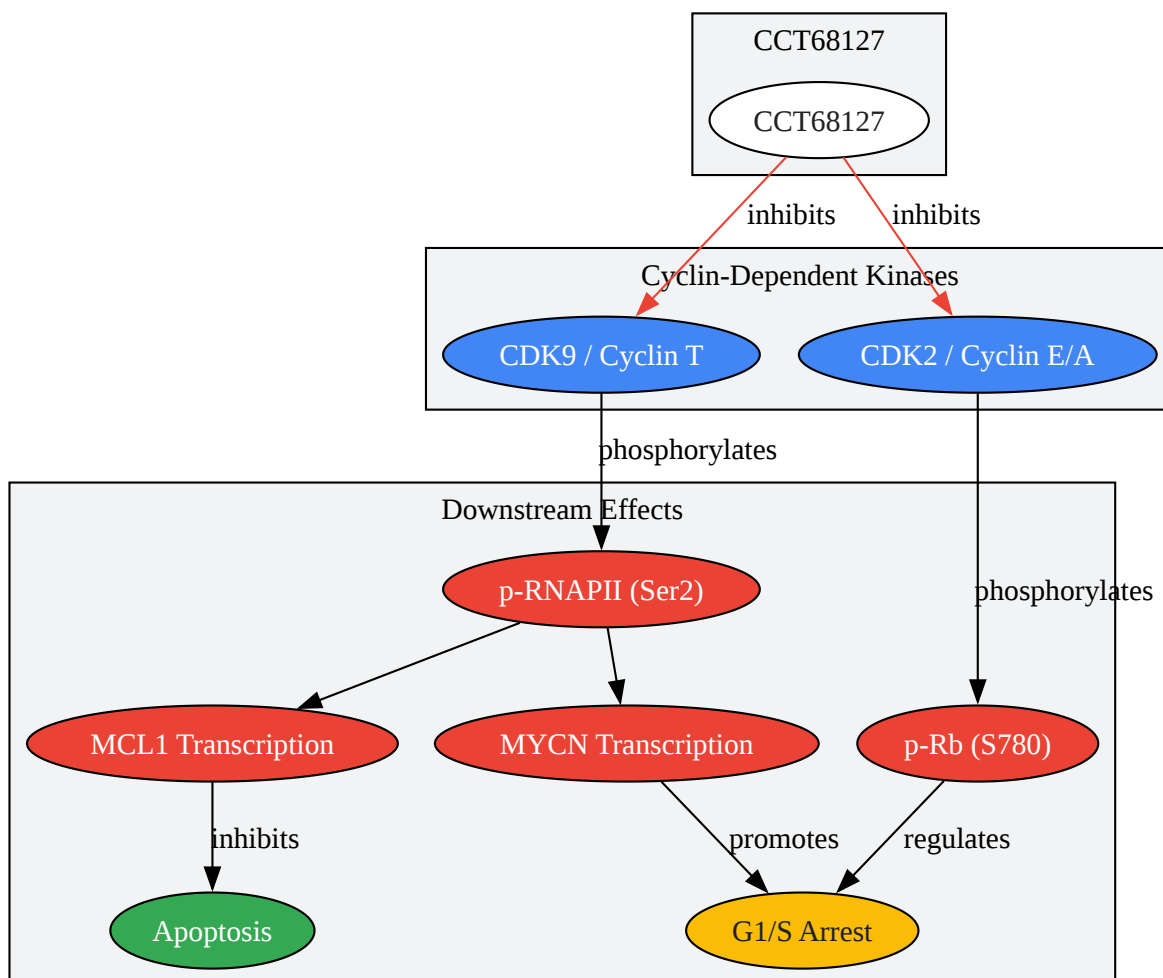 CCT68127
CCT68127
inhibits
inhibits
Cyclin-Dependent Kinases
CDK9 / Cyclin T
CDK2 / Cyclin E/A
phosphorylates
Downstream Effects
p-RNAPII (Ser2)
phosphorylates
MCL1 Transcription
MYCN Transcription
p-Rb (S780)
inhibits
promotes
regulates
Apoptosis
G1/S Arrest